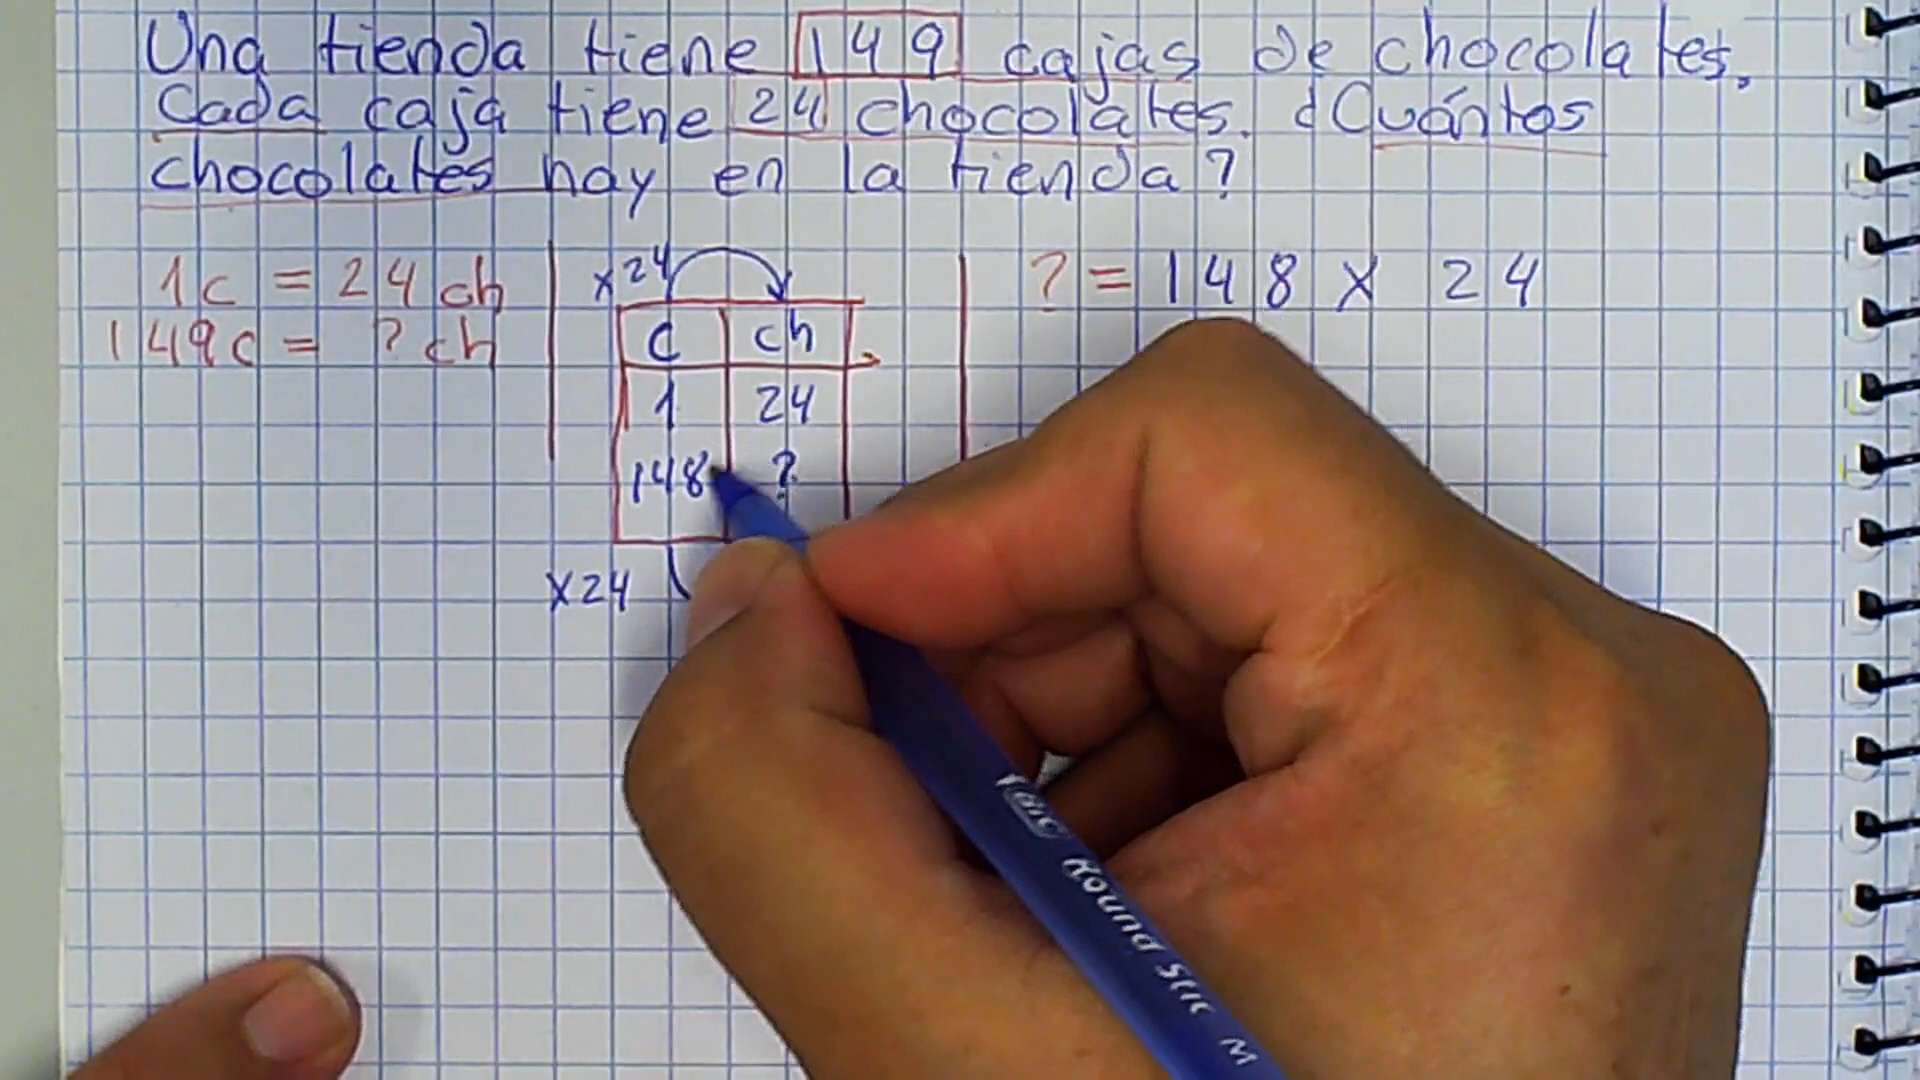 Una tienda tiene 149 cajas de chocolates.
Cada caja tiene 24 chocolates. ¿Cuántos
chocolates hay en la tienda?
1c = 24 ch
149c = ? ch
x24
c ch
1 24
148 ?
x24
? = 148 x 24
BIC Round Stic M